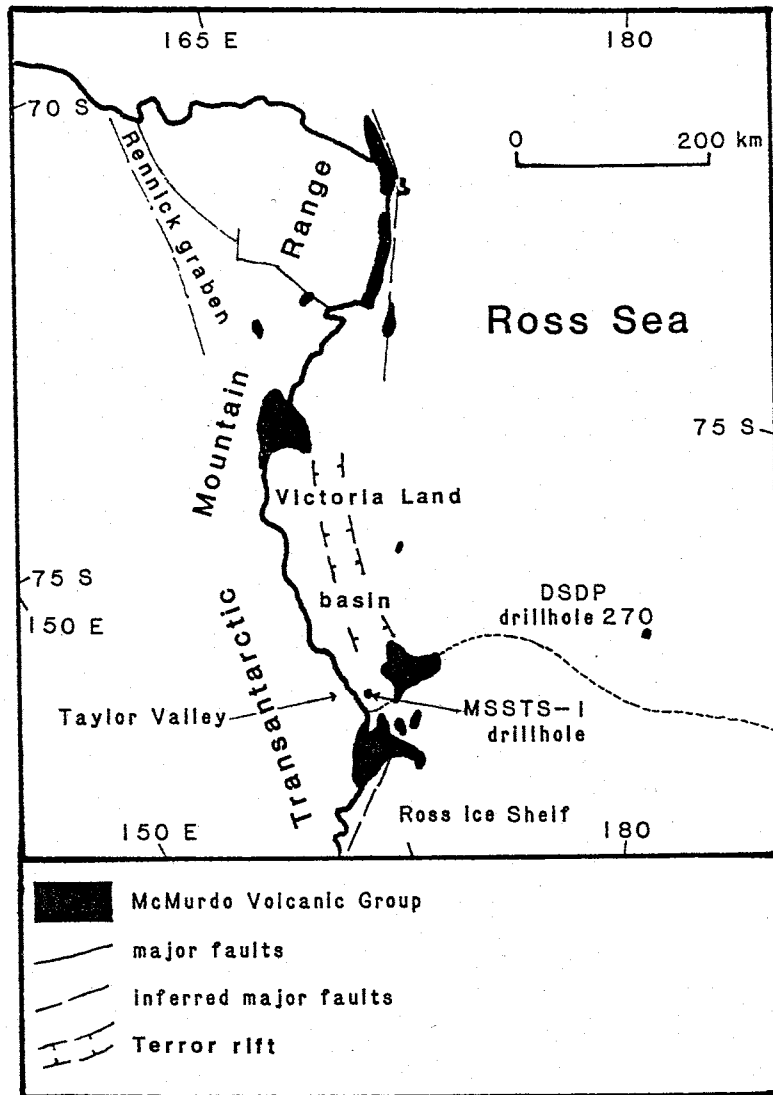 165 E
180
70 S
0
200 km
Rennick graben
Range
Ross Sea
Mountain
75 S
Victoria Land
75 S
basin
DSDP
drillhole 270
150 E
Transantarctic
Taylor Valley
MSSTS-1
drillhole
Ross Ice Shelf
150 E
180
McMurdo Volcanic Group
major faults
inferred major faults
Terror rift